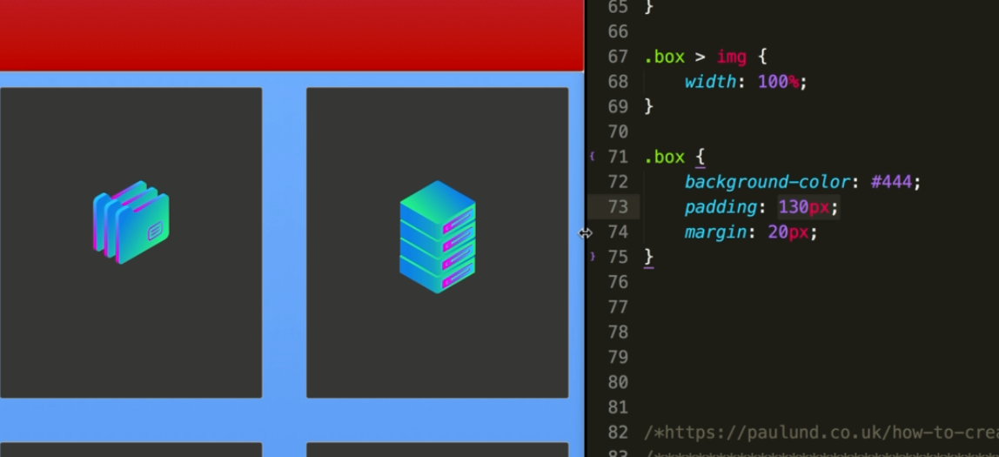 65 }
66
67 .box > img {
68 width: 100%;
69 }
70
71 .box {
72 background-color: #444;
73 padding: 130px;
74 margin: 20px;
75 }
76
77
78
79
80
81
82 /*https://paulund.co.uk/how-to-crea
83